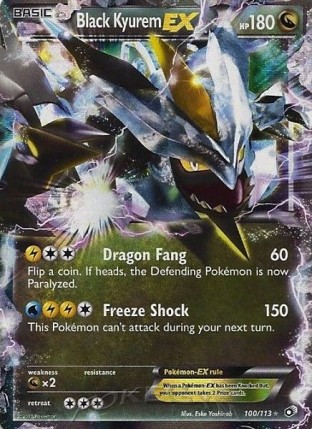 BASIC
Black Kyurem EX HP180
Dragon Fang 60
Flip a coin. If heads, the Defending Pokémon is now
Paralyzed.
Freeze Shock 150
This Pokémon can't attack during your next turn.
weakness resistance
×2
retreat
Pokémon-EX rule
When a Pokémon-EX has been Knocked Out,
your opponent takes 2 Prize cards.
Illus. Eske Yoshinob
100/113